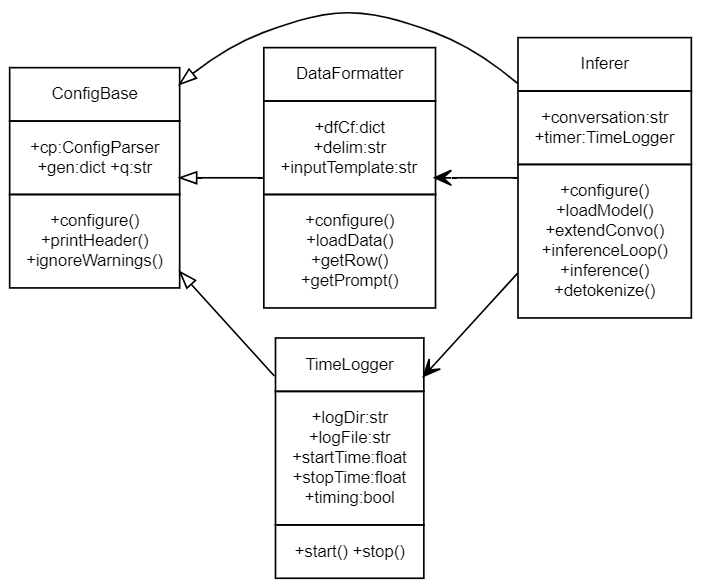 ConfigBase
+cp:ConfigParser
+gen:dict +q:str
+configure()
+printHeader()
+ignoreWarnings()
DataFormatter
+dfCf:dict
+delim:str
+inputTemplate:str
+configure()
+loadData()
+getRow()
+getPrompt()
Inferer
+conversation:str
+timer:TimeLogger
+configure()
+loadModel()
+extendConvo()
+inferenceLoop()
+inference()
+detokenize()
TimeLogger
+logDir:str
+logFile:str
+startTime:float
+stopTime:float
+timing:bool
+start() +stop()